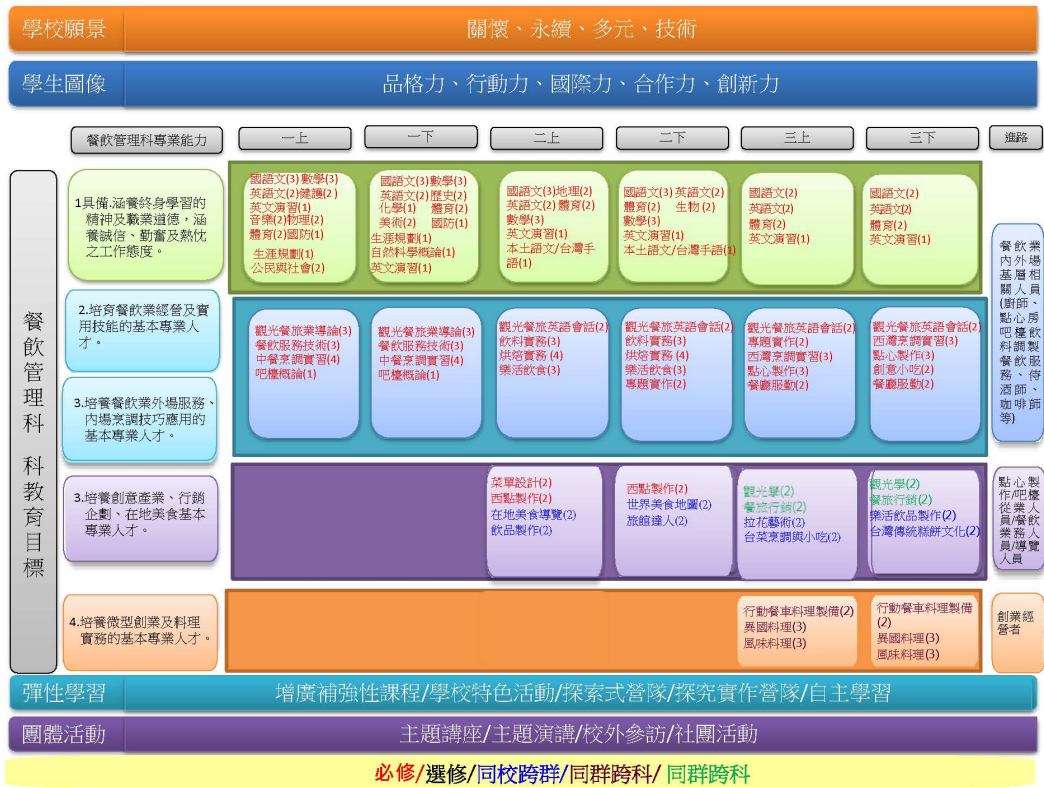 學校願景
關懷、永續、多元、技術
學生圖像
品格力、行動力、國際力、合作力、創新力
餐飲管理科專業能力
一上
一下
二上
二下
三上
三下
進路
餐飲管理科 科教育目標
1具備.涵養終身學習的
精神及職業道德，涵
養誠信、勤奮及熱忱
之工作態度。
國語文(3)數學(3)
英語文(2)健護(2)
英文演習(1)
音樂(2)物理(2)
體育(2)國防(1)
生涯規劃(1)
公民與社會(2)
國語文(3)數學(3)
英語文(2)歷史(2)
化學(1) 體育(2)
美術(2) 國防(1)
生涯規劃(1)
自然科學概論(1)
英文演習(1)
國語文(3)地理(2)
英語文(2)體育(2)
數學(3)
英文演習(1)
本土語文/台灣手
語(1)
國語文(3)英語文(2)
體育(2) 生物(2)
數學(3)
英文演習(1)
本土語文/台灣手語(1)
國語文(2)
英語文(2)
體育(2)
英文演習(1)
國語文(2)
英語文(2)
體育(2)
英文演習(1)
2.培育餐飲業經營及實
用技能的基本專業人
才。
3.培養餐飲業外場服務、
內場烹調技巧應用的
基本專業人才。
觀光餐旅業導論(3)
餐飲服務技術(3)
中餐烹調實習(4)
吧檯概論(1)
觀光餐旅業導論(3)
餐飲服務技術(3)
中餐烹調實習(4)
吧檯概論(1)
觀光餐旅英語會話(2)
飲料實務(3)
烘焙實務 (4)
樂活飲食(3)
觀光餐旅英語會話(2)
飲料實務(3)
烘焙實務(4)
樂活飲食(3)
專題實作(2)
觀光餐旅英語會話(2)
專題實作(2)
西濟烹調實習(3)
點心製作(3)
餐廳服勤(2)
觀光餐旅英語會話(2)
西濟烹調實習(3)
點心製作(3)
創意小吃(2)
餐廳服勤(2)
餐飲業
內外場
基層相
關人員
(廚師、
點心房
吧檯飲
料調製
餐飲服
務、侍
酒師、
咖啡師
等)
3.培養創意產業、行銷
企劃、在地美食基本
專業人才。
菜單設計(2)
西點製作(2)
在地美食導覽(2)
飲品製作(2)
西點製作(2)
世界美食地圖(2)
旅館達人(2)
觀光學(2)
餐旅行銷(2)
拉花藝術(2)
台菜烹調與小吃(2)
觀光學(2)
餐旅行銷(2)
樂活飲品製作(2)
台灣傳統糕餅文化(2)
點心製
作/吧檯
從業人
員/餐飲
業務人
員/導覽
人員
4.培養微型創業及料理
實務的基本專業人才。
行動餐車料理製備(2)
異國料理(3)
風味料理(3)
行動餐車料理製備
(2)
異國料理(3)
風味料理(3)
創業經
營者
彈性學習
增廣補強性課程/學校特色活動/探索式營隊/探究實作營隊/自主學習
團體活動
主題講座/主題演講/校外參訪/社團活動
必修/選修/同校跨群/同群跨科/ 同群跨科